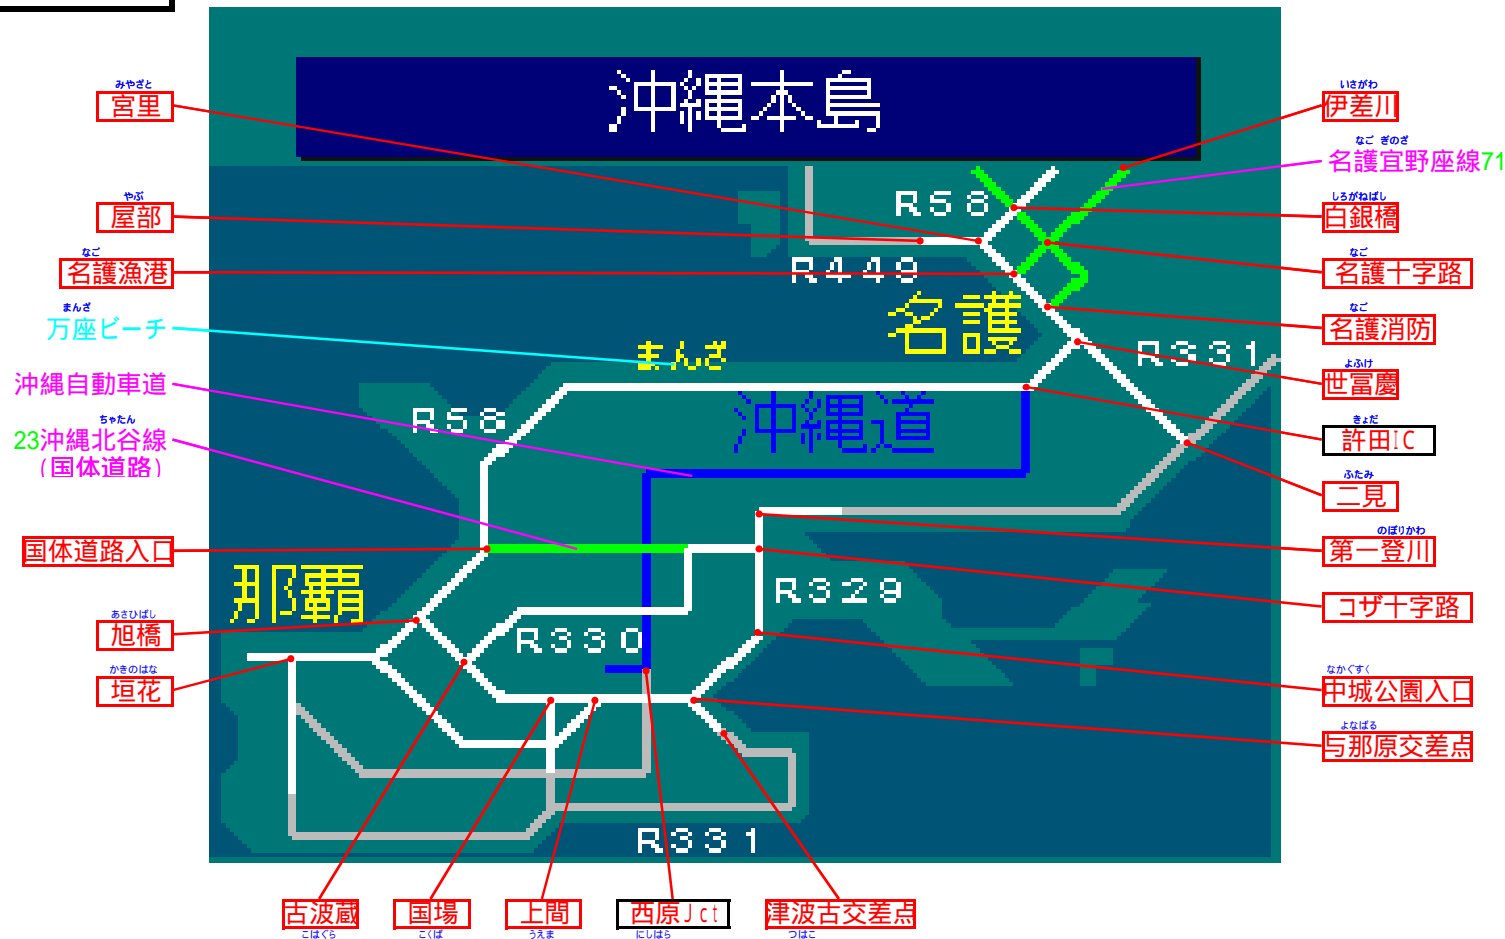 沖縄本島
みやざと
宮里
いさがわ
伊差川
なご ぎのざ
名護宜野座線71
やぶ
屋部
R58
しろがねばし
白銀橋
なご
名護漁港
R449
なご
名護十字路
まんざ
万座ビーチ
まんざ
名護
なご
名護消防
R331
沖縄自動車道
よふけ
世冨慶
ちゃたん
23沖縄北谷線
(国体道路)
R58
沖縄道
きょだ
許田IC
ふたみ
二見
国体道路入口
のぼりかわ
第一登川
那覇
R329
コザ十字路
あさひばし
旭橋
R330
かきのはな
垣花
なかぐすく
中城公園入口
よなばる
与那原交差点
R331
古波蔵
こはぐら
国場
こくば
上間
うえま
西原Jct
にしはら
津波古交差点
つはこ